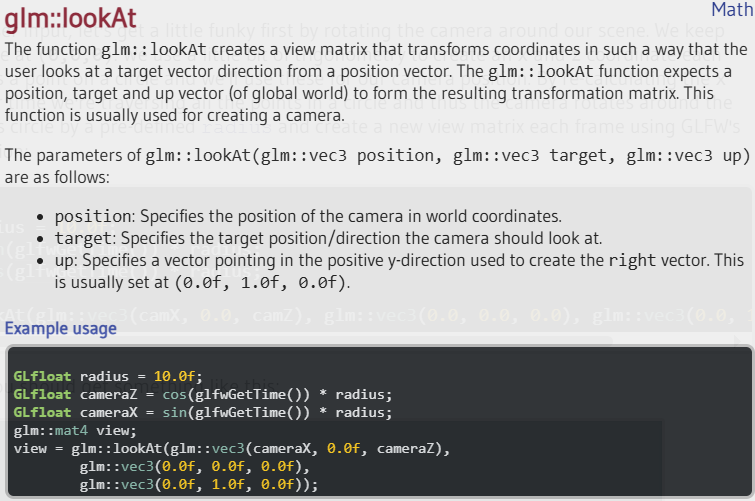 glm::lookAt
Math
The function glm::lookAt creates a view matrix that transforms coordinates in such a way that the
user looks at a target vector direction from a position vector. The glm::lookAt function expects a
position, target and up vector (of global world) to form the resulting transformation matrix. This
function is usually used for creating a camera.
The parameters of glm::lookAt(glm::vec3 position, glm::vec3 target, glm::vec3 up)
are as follows:
• position: Specifies the position of the camera in world coordinates.
• target: Specifies the target position/direction the camera should look at.
• up: Specifies a vector pointing in the positive y-direction used to create the right vector. This
is usually set at (0.0f, 1.0f, 0.0f).
Example usage
GLfloat radius = 10.0f;
GLfloat cameraZ = cos(glfwGetTime()) * radius;
GLfloat cameraX = sin(glfwGetTime()) * radius;
glm::mat4 view;
view = glm::lookAt(glm::vec3(cameraX, 0.0f, cameraZ),
glm::vec3(0.0f, 0.0f, 0.0f),
glm::vec3(0.0f, 1.0f, 0.0f));